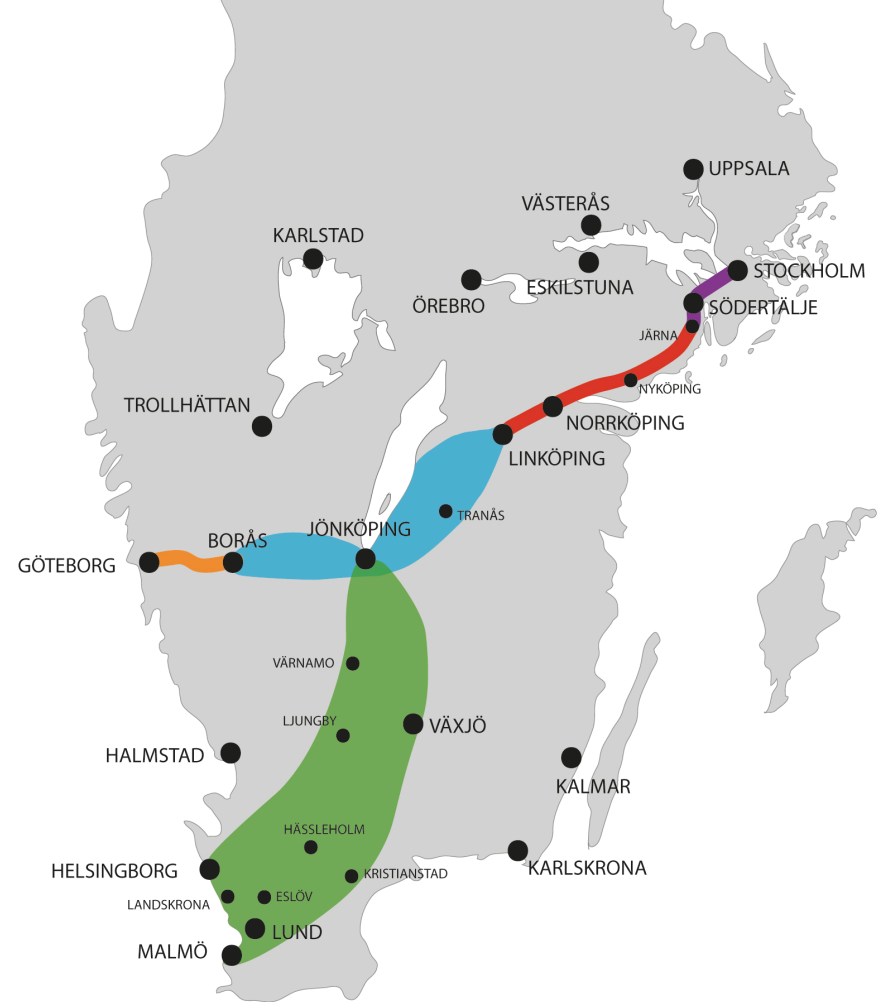 UPPSALA
VÄSTERÅS
KARLSTAD
STOCKHOLM
ESKILSTUNA
ÖREBRO
SÖDERTÄLJE
JÄRNA
NYKÖPING
TROLLHÄTTAN
NORRKÖPING
LINKÖPING
TRANÅS
JÖNKÖPING
BORÅS
GÖTEBORG
VÄRNAMO
LJUNGBY
VÄXJÖ
HALMSTAD
KALMAR
HÄSSLEHOLM
KARLSKRONA
HELSINGBORG
KRISTIANSTAD
ESLÖV
LANDSKRONA
LUND
MALMÖ